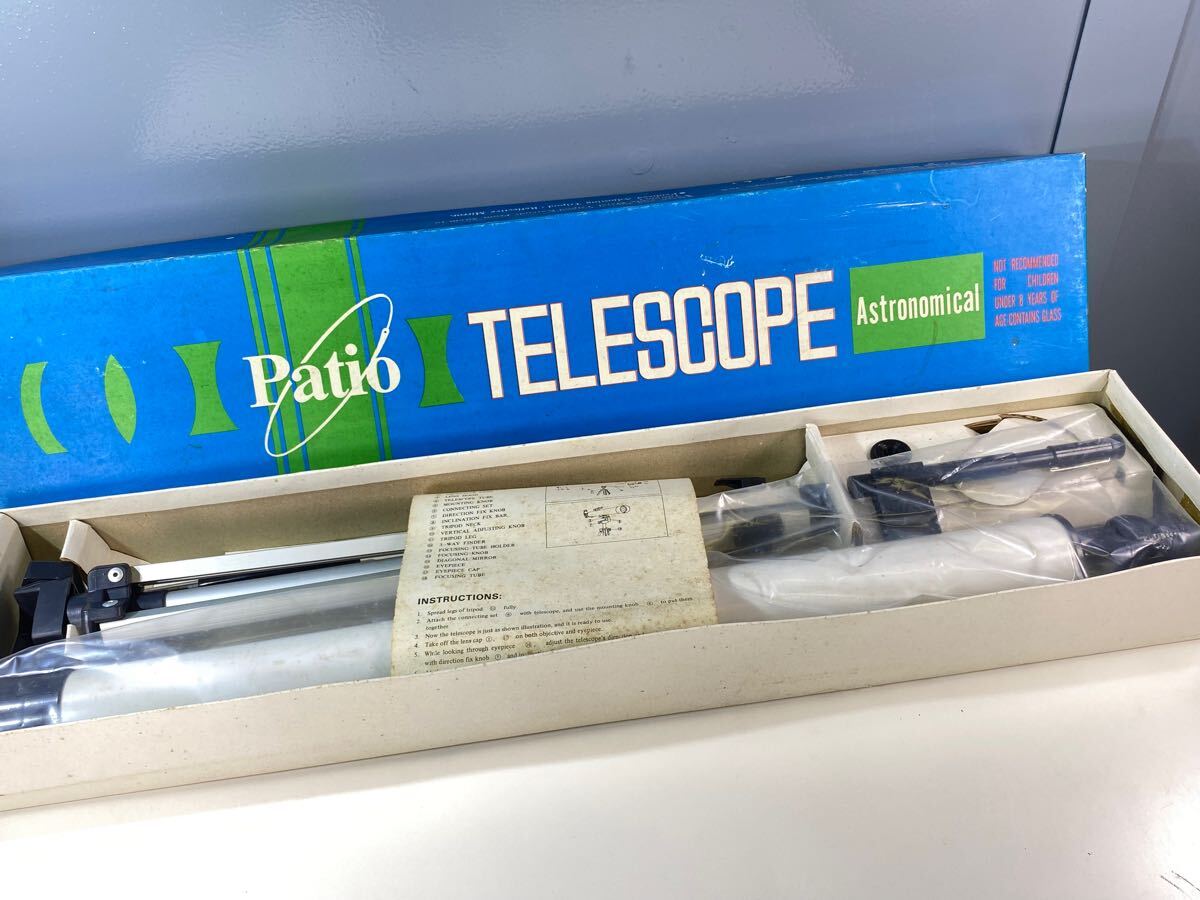 Patio
TELESCOPE
Astronomical
NOT RECOMMENDED
FOR CHILDREN
UNDER 8 YEARS OF
AGE CONTAINS GLASS
TELESCOPE TUBE
MOUNTING KNOB
CONNECTING SET
DIRECTION FIX KNOB
INCLINATION FIX BAR
TRIPOD NECK
VERTICAL ADJUSTING KNOB
TRIPOD LEG
3-WAY FINDER
FOCUSING TUBE HOLDER
FOCUSING KNOB
DIAGONAL MIRROR
EYEPIECE
EYEPIECE CAP
FOCUSING TUBE
INSTRUCTIONS:
1. Spread legs of tripod fully.
2. Attach the connecting set with telescope, and use the mounting knob to put them
together
3. Now the telescope is just as shown illustration, and it is ready to use.
4. Take off the lens cap on both objective and eyepiece.
5. While looking through eyepiece , adjust the telescope's direction
with direction fix knob and